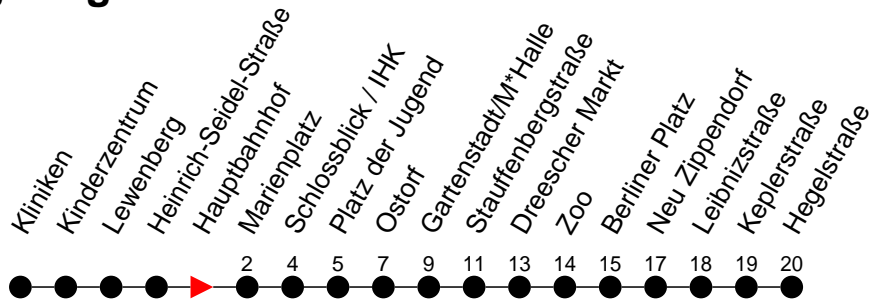 Kliniken
Kinderzentrum
Lewenberg
Heinrich-Seidel-Straße
Hauptbahnhof
Marienplatz
Schlossblick / IHK
Platz der Jugend
Ostorf
Gartenstadt/M*Halle
Stauffenbergstraße
Dreescher Markt
Zoo
Berliner Platz
Neu Zippendorf
Leibnizstraße
Keplerstraße
Hegelstraße
2 4 5 7 9 11 13 14 15 17 18 19 20